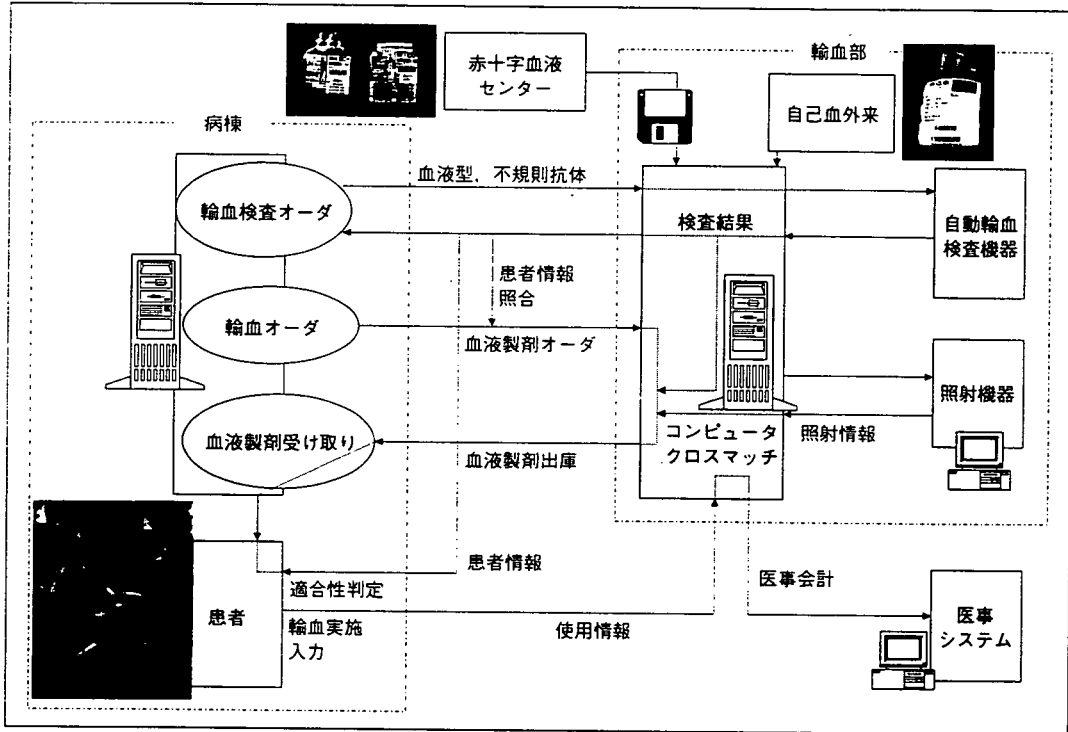 赤十字血液
センター
輸血部
自己血外来
病棟
血液型，不規則抗体
輸血検査オーダ
検査結果
自動輸血
検査機器
患者情報
照合
輸血オーダ
血液製剤オーダ
照射機器
血液製剤受け取り
血液製剤出庫
コンピュータ
クロスマッチ
照射情報
患者情報
適合性判定
医事会計
患者
輸血実施
入力
使用情報
医事
システム